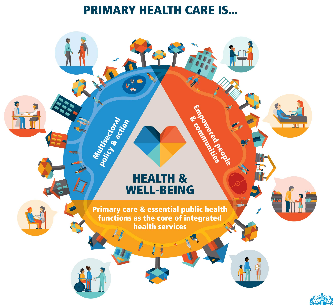 PRIMARY HEALTH CARE IS...
Multisectoral
policy & action
Empowered people
& communities
HEALTH &
WELL-BEING
Primary care & essential public health
functions as the core of integrated
health services